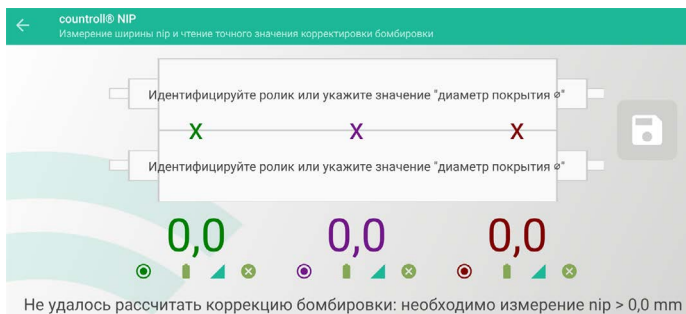 countroll® NIP
Измерение ширины nip и чтение точного значения корректировки бомбировки
Идентифицируйте ролик или укажите значение "диаметр покрытия ⌀"
X X X
Идентифицируйте ролик или укажите значение "диаметр покрытия ⌀"
0,0 0,0 0,0
Не удалось рассчитать коррекцию бомбировки: необходимо измерение nip > 0,0 mm